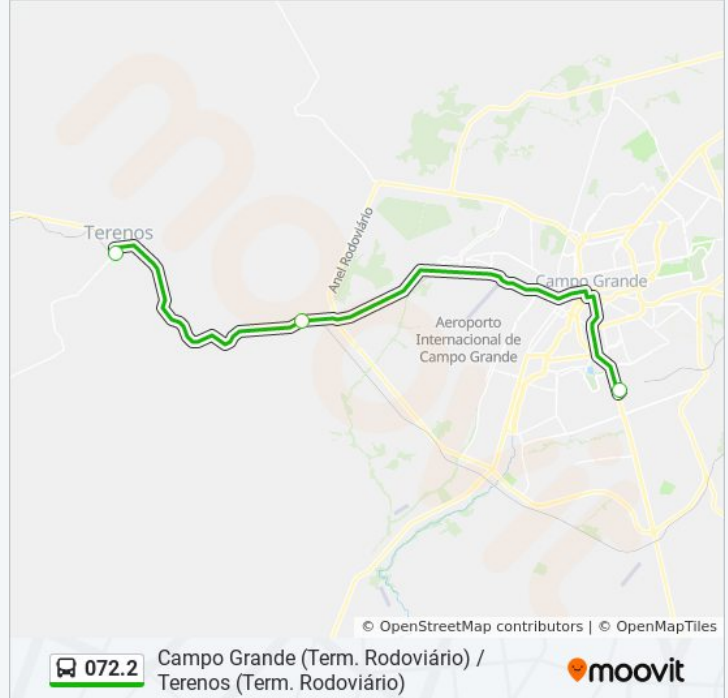 Terenos
Anel Rodoviário
Campo Grande
Aeroporto
Internacional de
Campo Grande
© OpenStreetMap contributors | © OpenMapTiles
072.2
Campo Grande (Term. Rodoviário) /
Terenos (Term. Rodoviário)
moovit